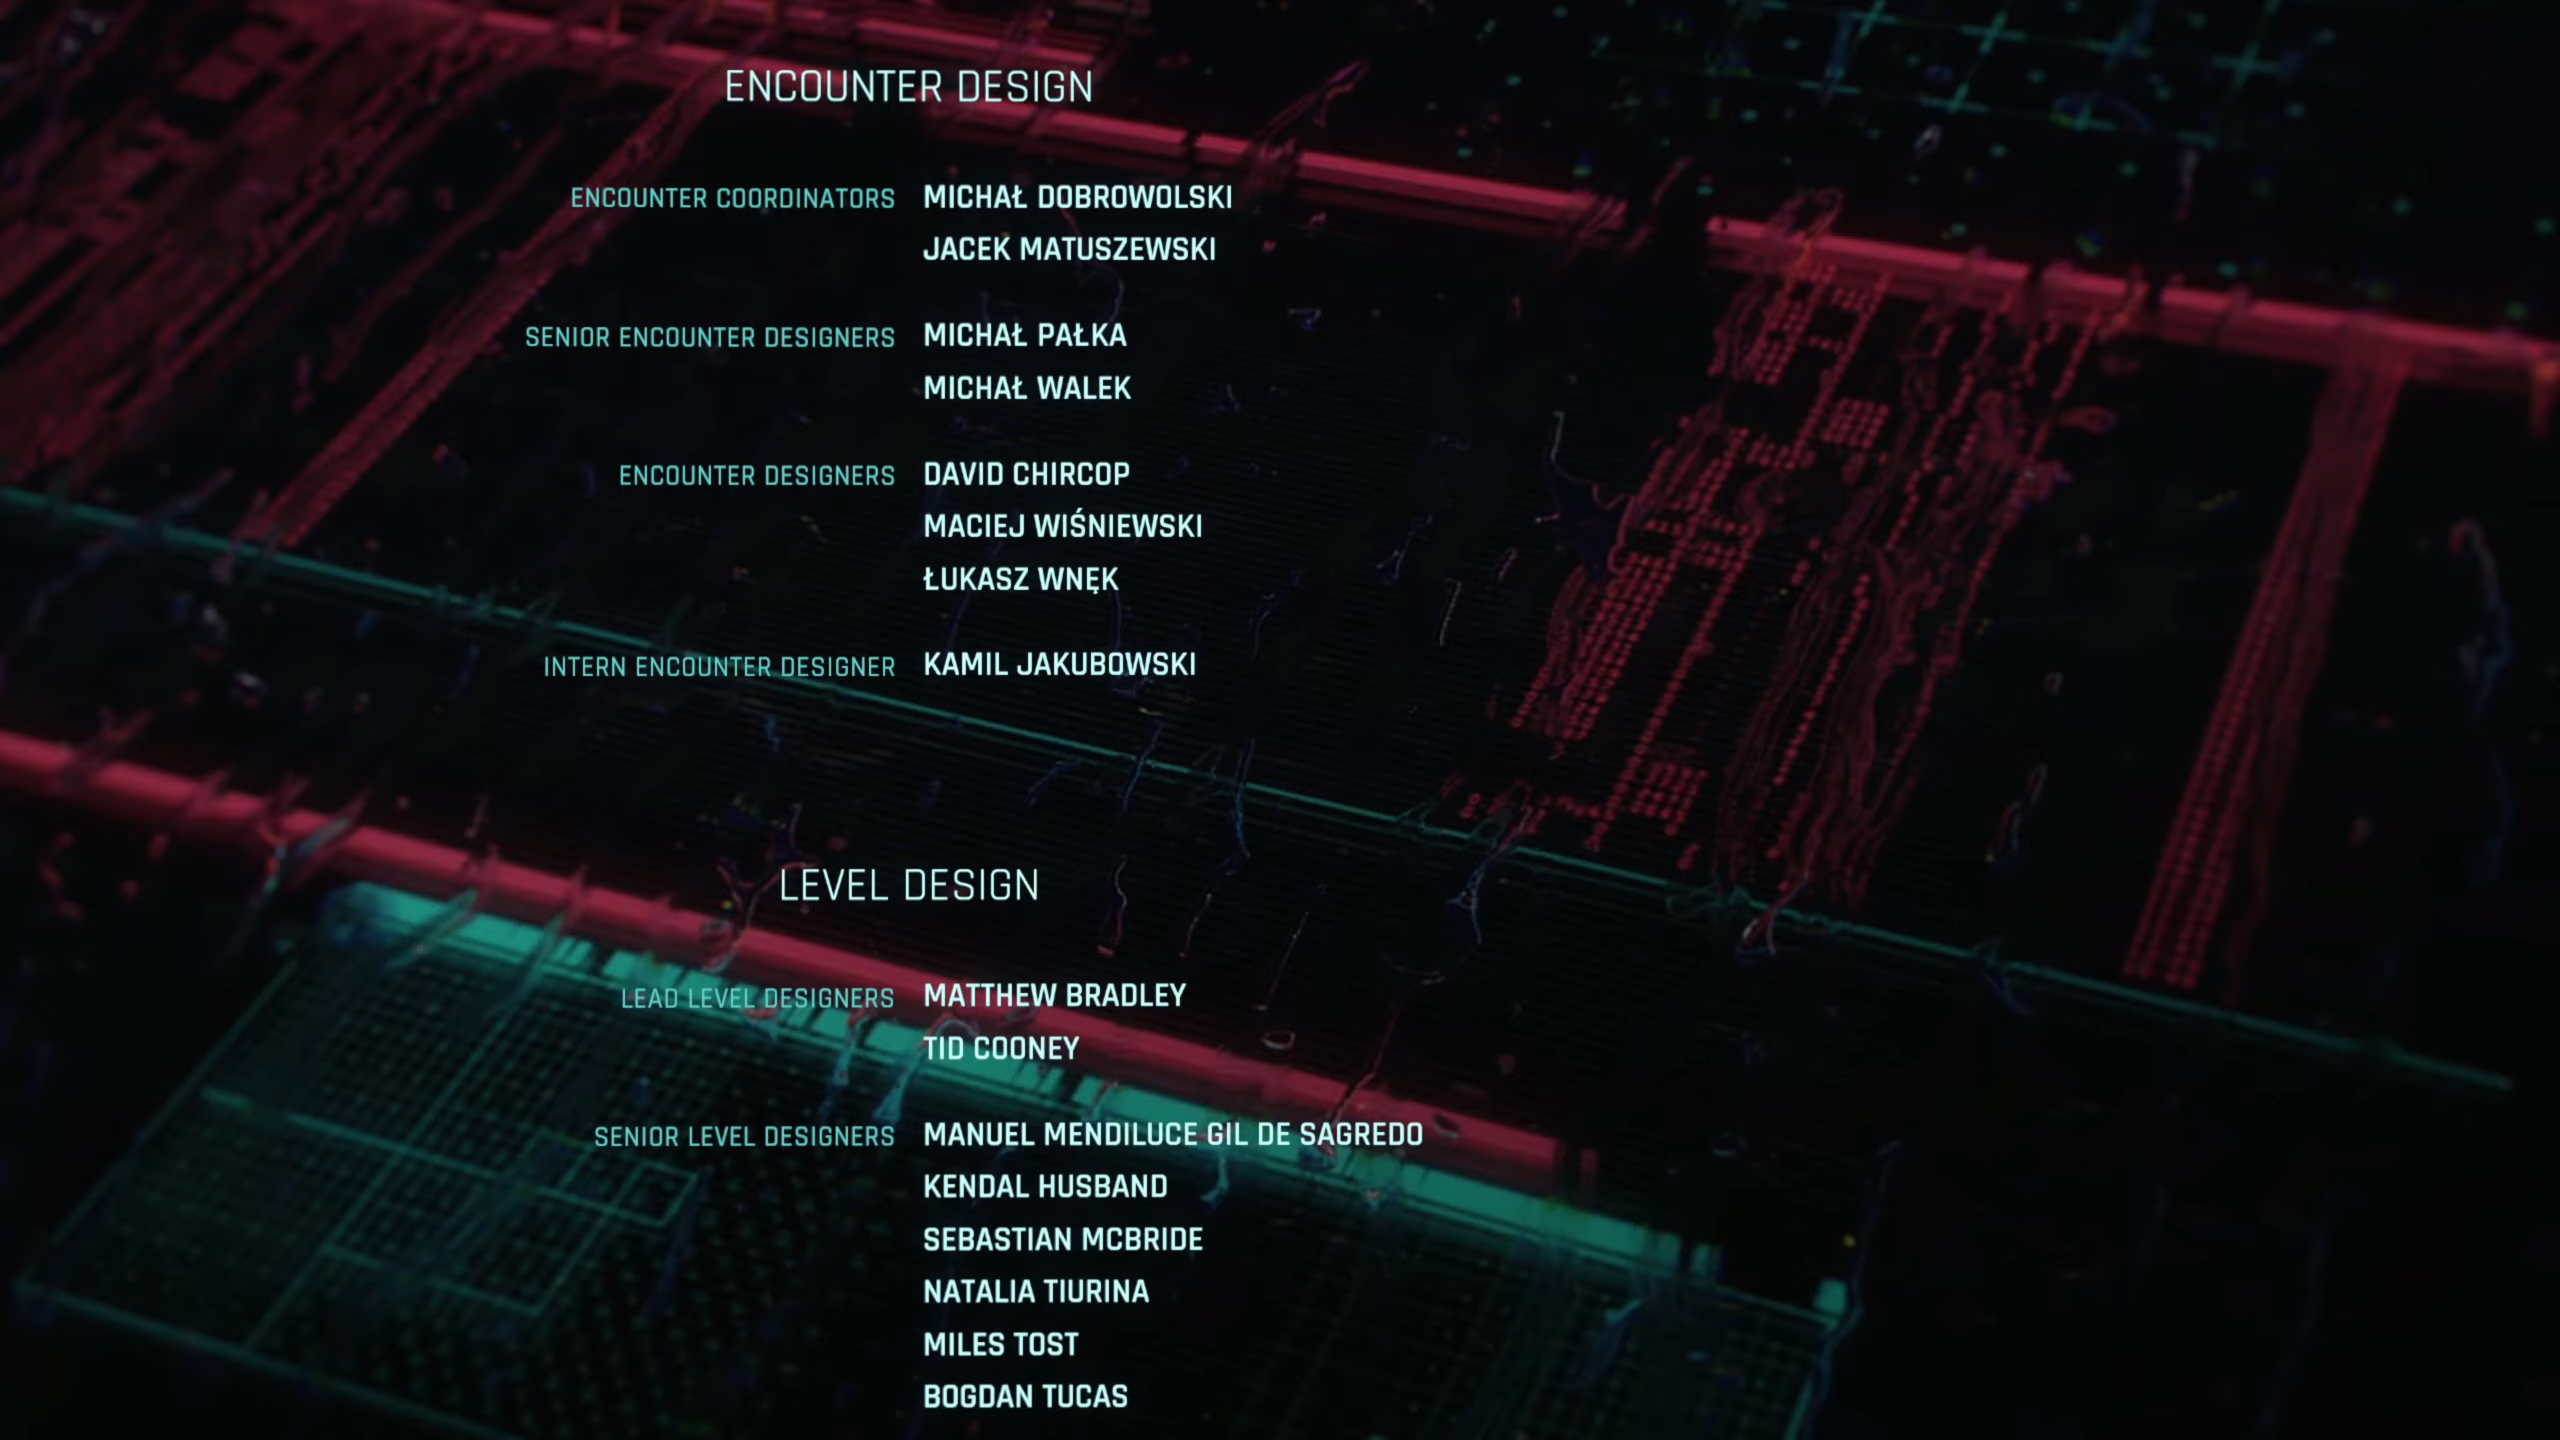 ENCOUNTER DESIGN
ENCOUNTER COORDINATORS MICHAŁ DOBROWOLSKI
JACEK MATUSZEWSKI
SENIOR ENCOUNTER DESIGNERS MICHAŁ PAŁKA
MICHAŁ WALEK
ENCOUNTER DESIGNERS DAVID CHIRCOP
MACIEJ WIŚNIEWSKI
ŁUKASZ WNĘK
INTERN ENCOUNTER DESIGNER KAMIL JAKUBOWSKI
LEVEL DESIGN
LEAD LEVEL DESIGNERS MATTHEW BRADLEY
TID COONEY
SENIOR LEVEL DESIGNERS MANUEL MENDILUCE GIL DE SAGREDO
KENDAL HUSBAND
SEBASTIAN MCBRIDE
NATALIA TIURINA
MILES TOST
BOGDAN TUCAS